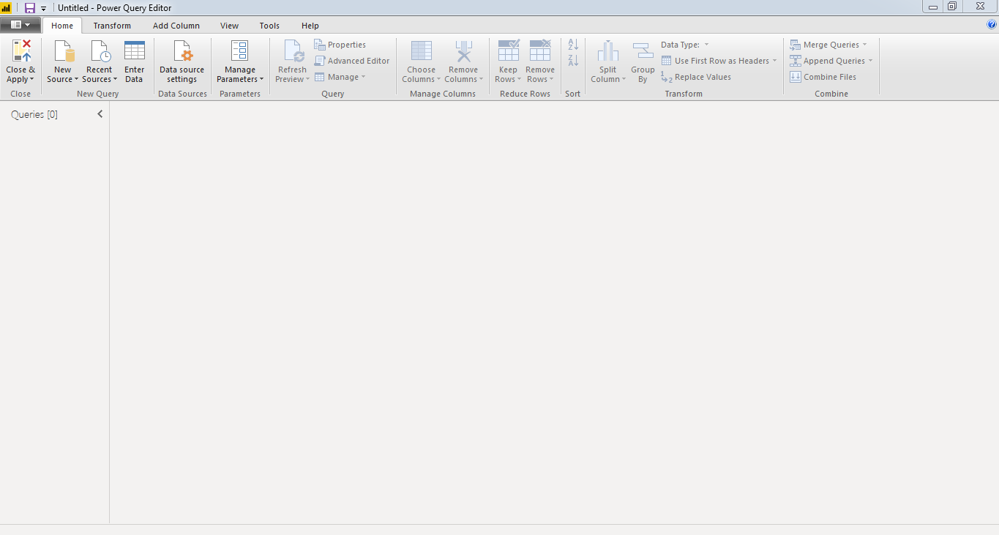 Untitled - Power Query Editor
Home Transform Add Column View Tools Help
Close & Apply
New Source
Recent Sources
Enter Data
Data source settings
Manage Parameters
Refresh Preview
Properties
Advanced Editor
Manage
Choose Columns
Remove Columns
Keep Rows
Remove Rows
A Z
Z A
Split Column
Group By
Data Type:
Use First Row as Headers
1 2 Replace Values
Merge Queries
Append Queries
Combine Files
Close New Query Data Sources Parameters Query Manage Columns Reduce Rows Sort Transform Combine
Queries [0]